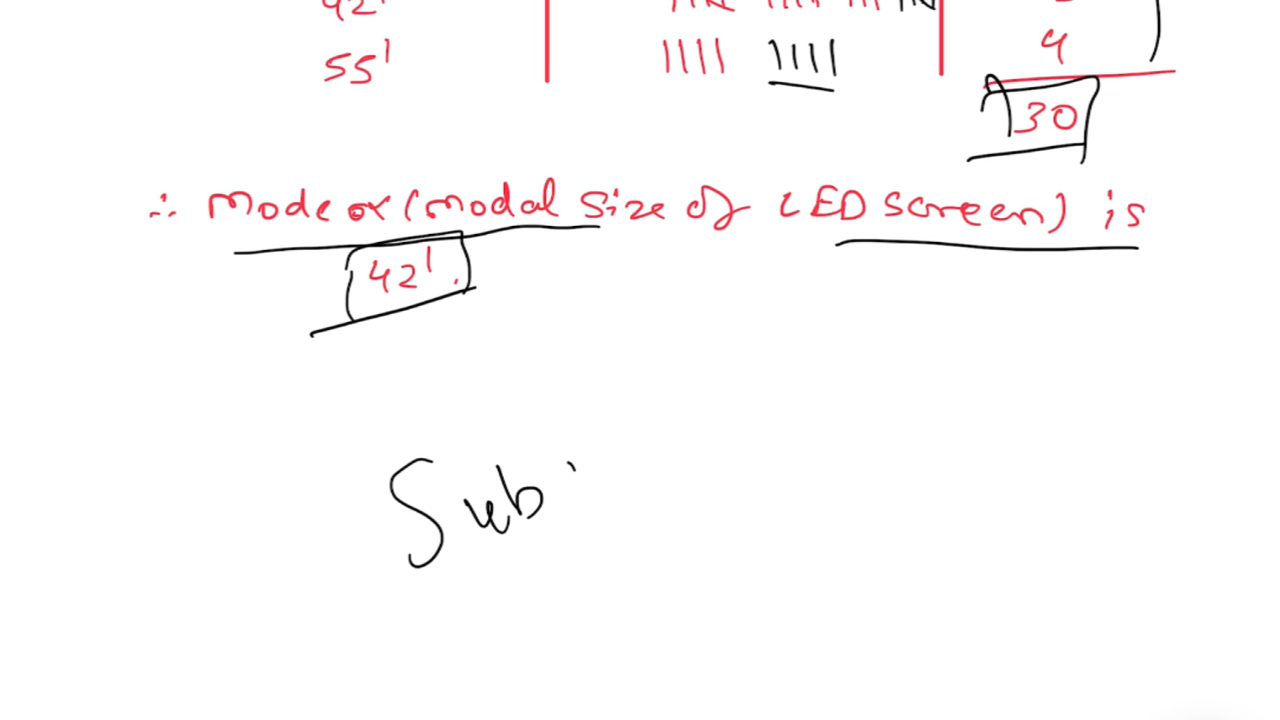 42'
55' |||| |||| 4
30
∴ Mode or (modal size of LED screen) is
42'.
Sub